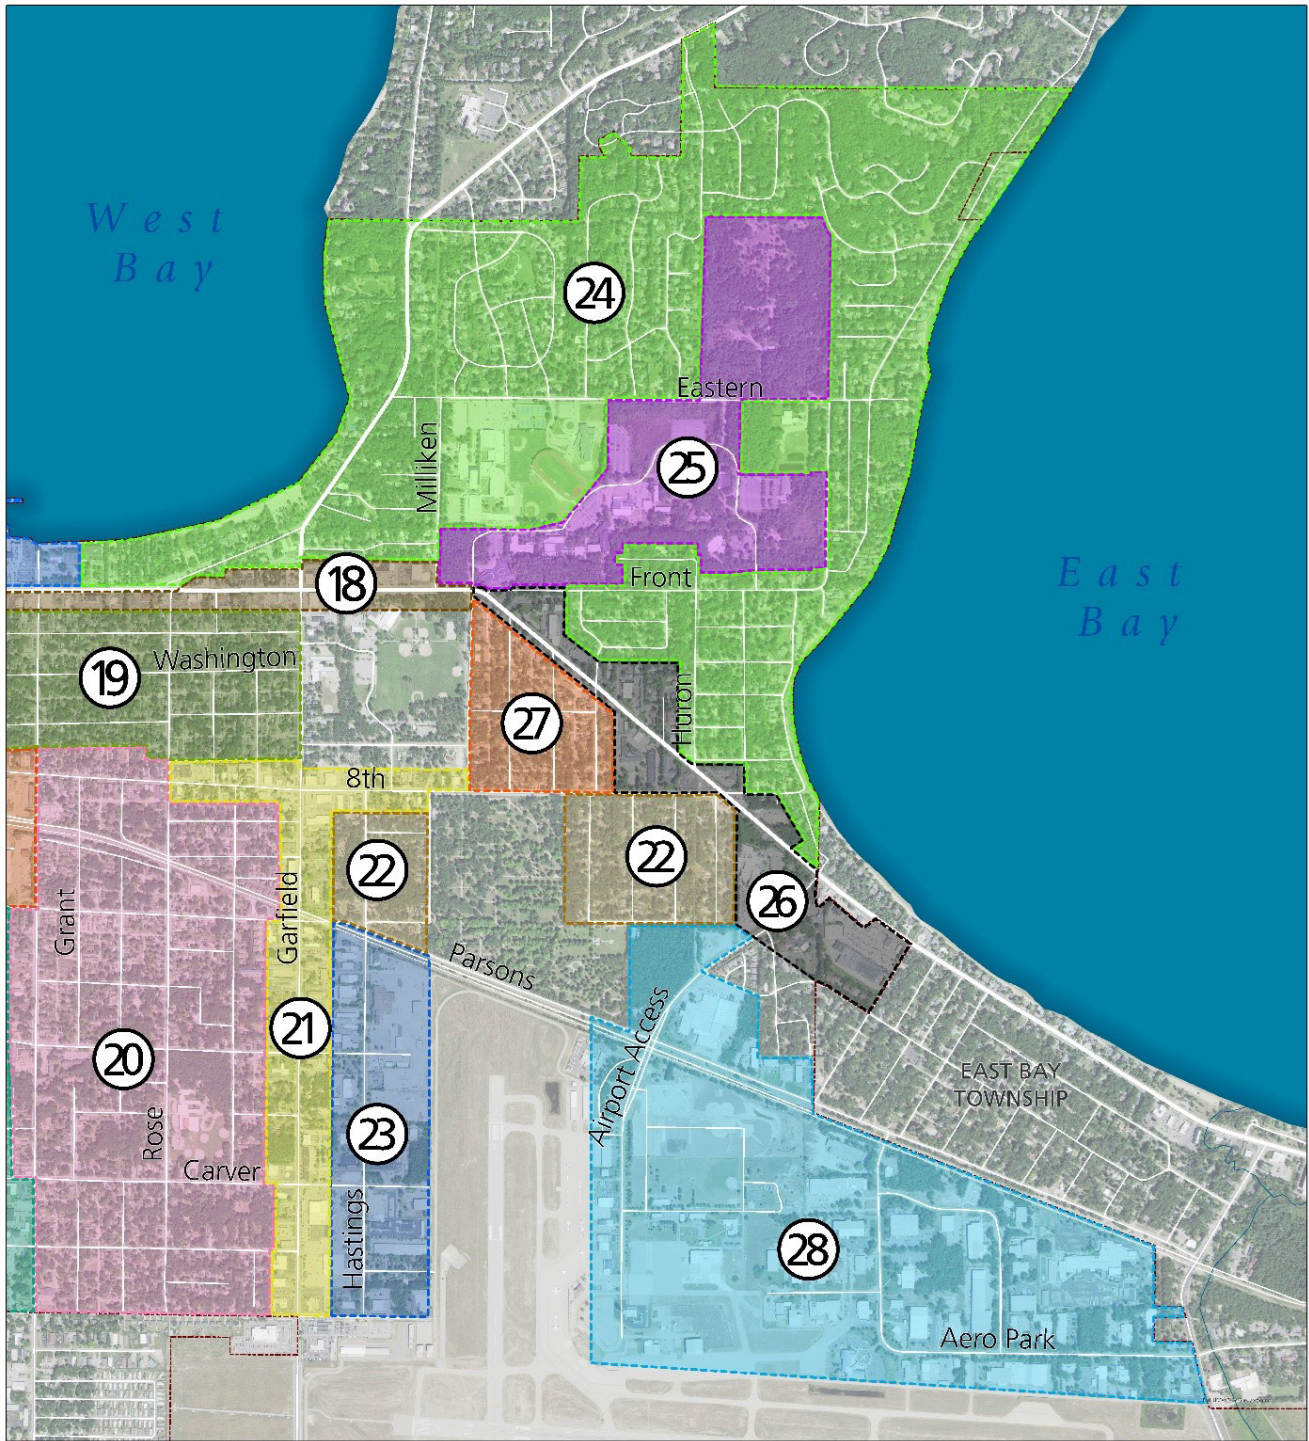 West
Bay
24
Eastern
Milliken
25
East
Bay
18
Front
Washington
19
27
Huron
8th
22
22
Garfield
Grant
26
Parsons
21
Airport Access
20
EAST BAY
TOWNSHIP
Rose
23
Carver
Hastings
28
Aero Park